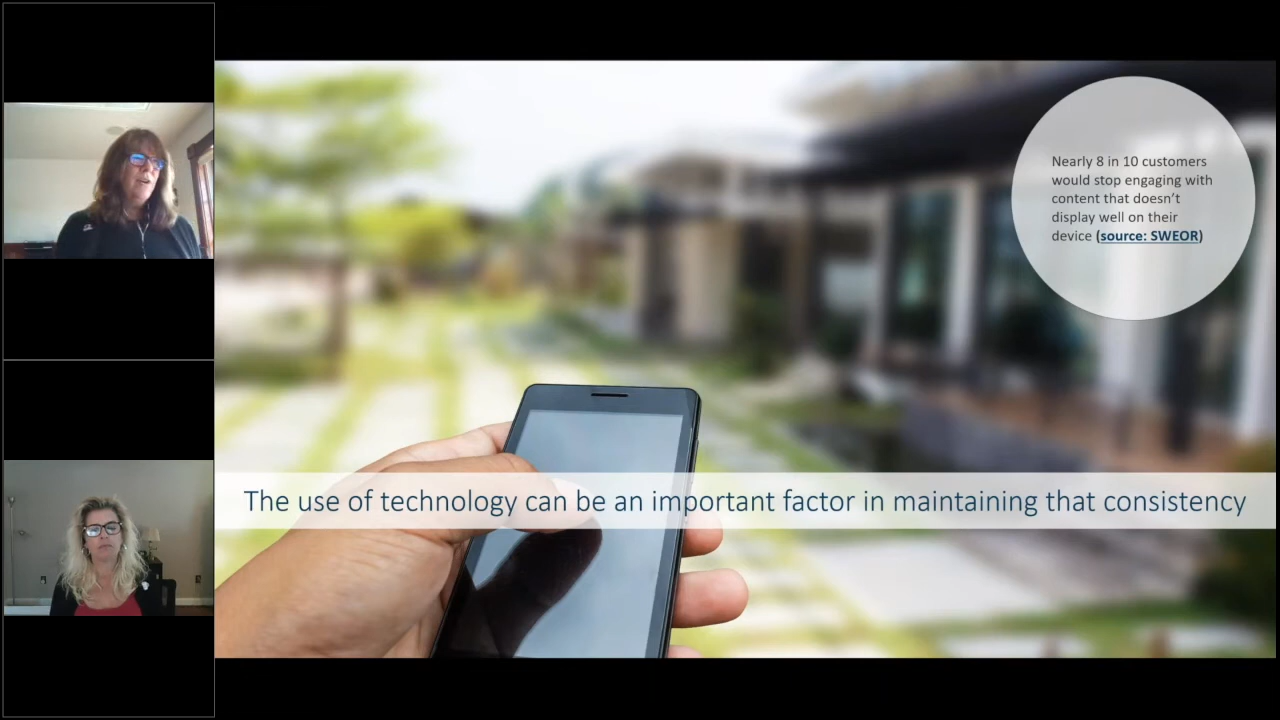 Nearly 8 in 10 customers
would stop engaging with
content that doesn't
display well on their
device (source: SWEOR)
The use of technology can be an important factor in maintaining that consistency